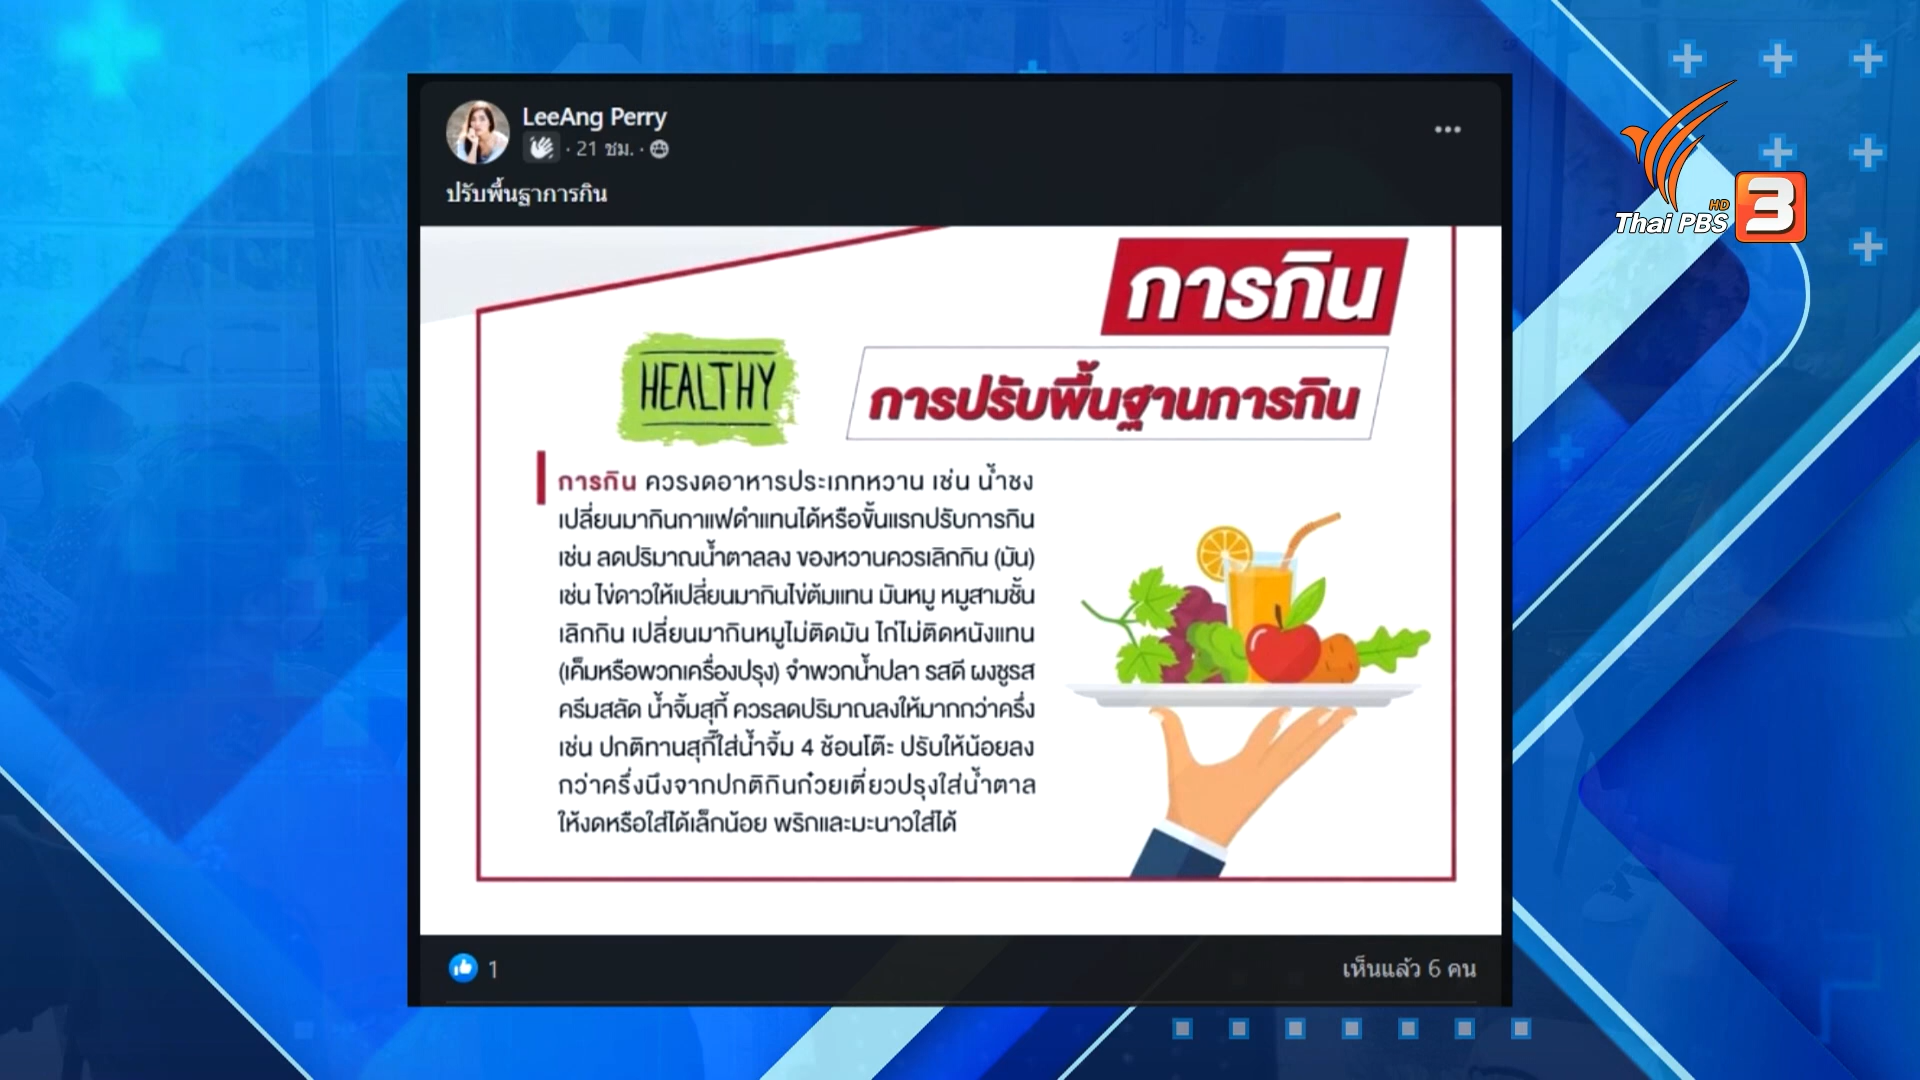 LeeAng Perry
· 21 ชม. ·
ปรับพื้นฐาการกิน
HD
Thai PBS 3
การกิน
HEALTHY
การปรับพื้นฐานการกิน
การกิน ควรงดอาหารประเภทหวาน เช่น น้ำชง
เปลี่ยนมากินกาแฟดำแทนได้หรือขั้นแรกปรับการกิน
เช่น ลดปริมาณน้ำตาลลง ของหวานควรเลิกกิน (มัน)
เช่น ไข่ดาวให้เปลี่ยนมากินไข่ต้มแทน มันหมู หมูสามชั้น
เลิกกิน เปลี่ยนมากินหมูไม่ติดมัน ไก่ไม่ติดหนังแทน
(เค็มหรือพวกเครื่องปรุง) จำพวกน้ำปลา รสดี ผงชูรส
ครีมสลัด น้ำจิ้มสุกี้ ควรลดปริมาณลงให้มากกว่าครึ่ง
เช่น ปกติทานสุกี๊ใส่น้ำจิ้ม 4 ช้อนโต๊ะ ปรับให้น้อยลง
กว่าครึ่งนึงจากปกติกินก๋วยเตี่ยวปรุงใส่น้ำตาล
ให้งดหรือใส่ได้เล็กน้อย พริกและมะนาวใส่ได้
1
เห็นแล้ว 6 คน